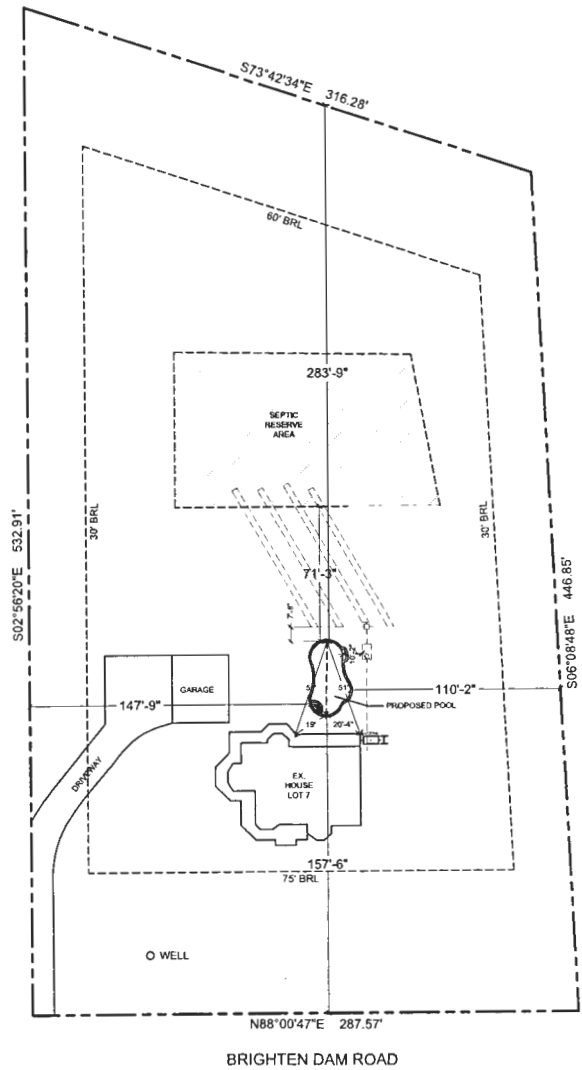 S73°42'34"E 316.28'
60' BRL
283'-9"
SEPTIC
RESERVE
AREA
S02°56'20"E 532.91'
30' BRL
30' BRL
S06°08'48"E 446.85'
71'-3"
GARAGE
147'-9"
51'
110'-2"
PROPOSED POOL
19'
20'-4"
DRIVEWAY
EX.
HOUSE
LOT 7
157'-6"
75' BRL
WELL
N88°00'47"E 287.57'
BRIGHTEN DAM ROAD